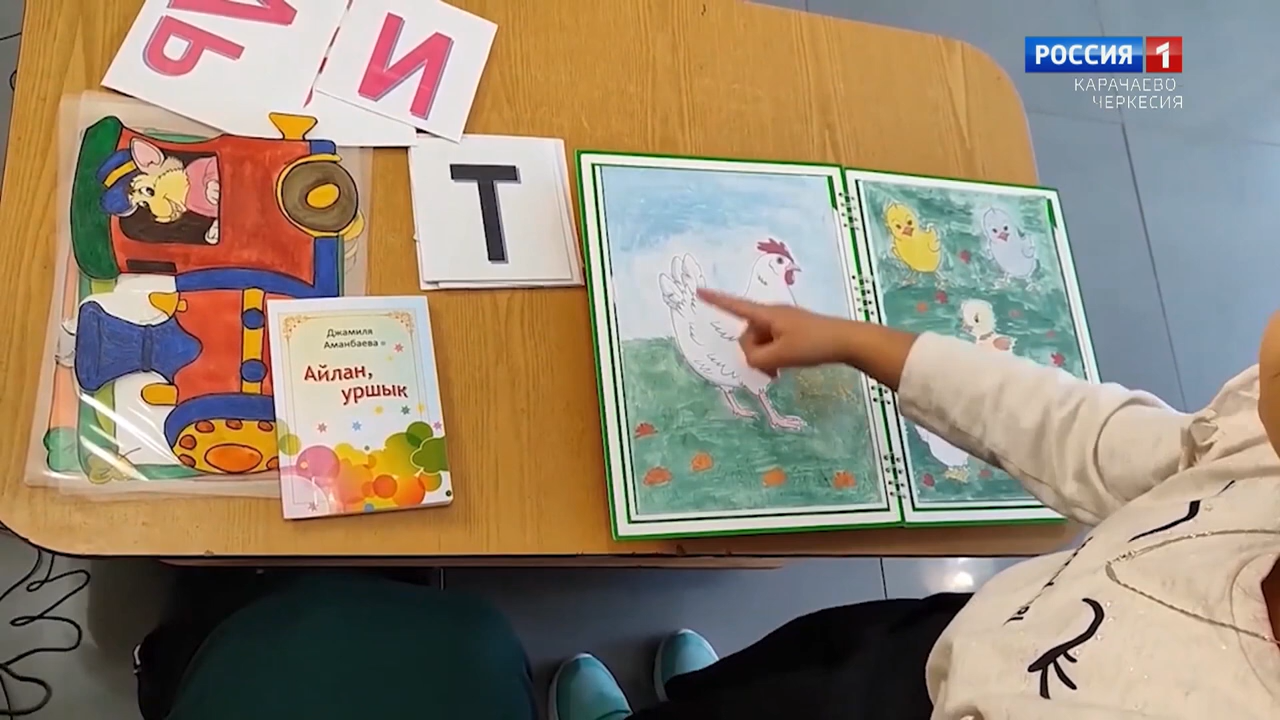 РОССИЯ 1
КАРАЧАЕВО
ЧЕРКЕСИЯ
Ь
И
Т
Джамиля
Аманбаева
Айлан,
уршык